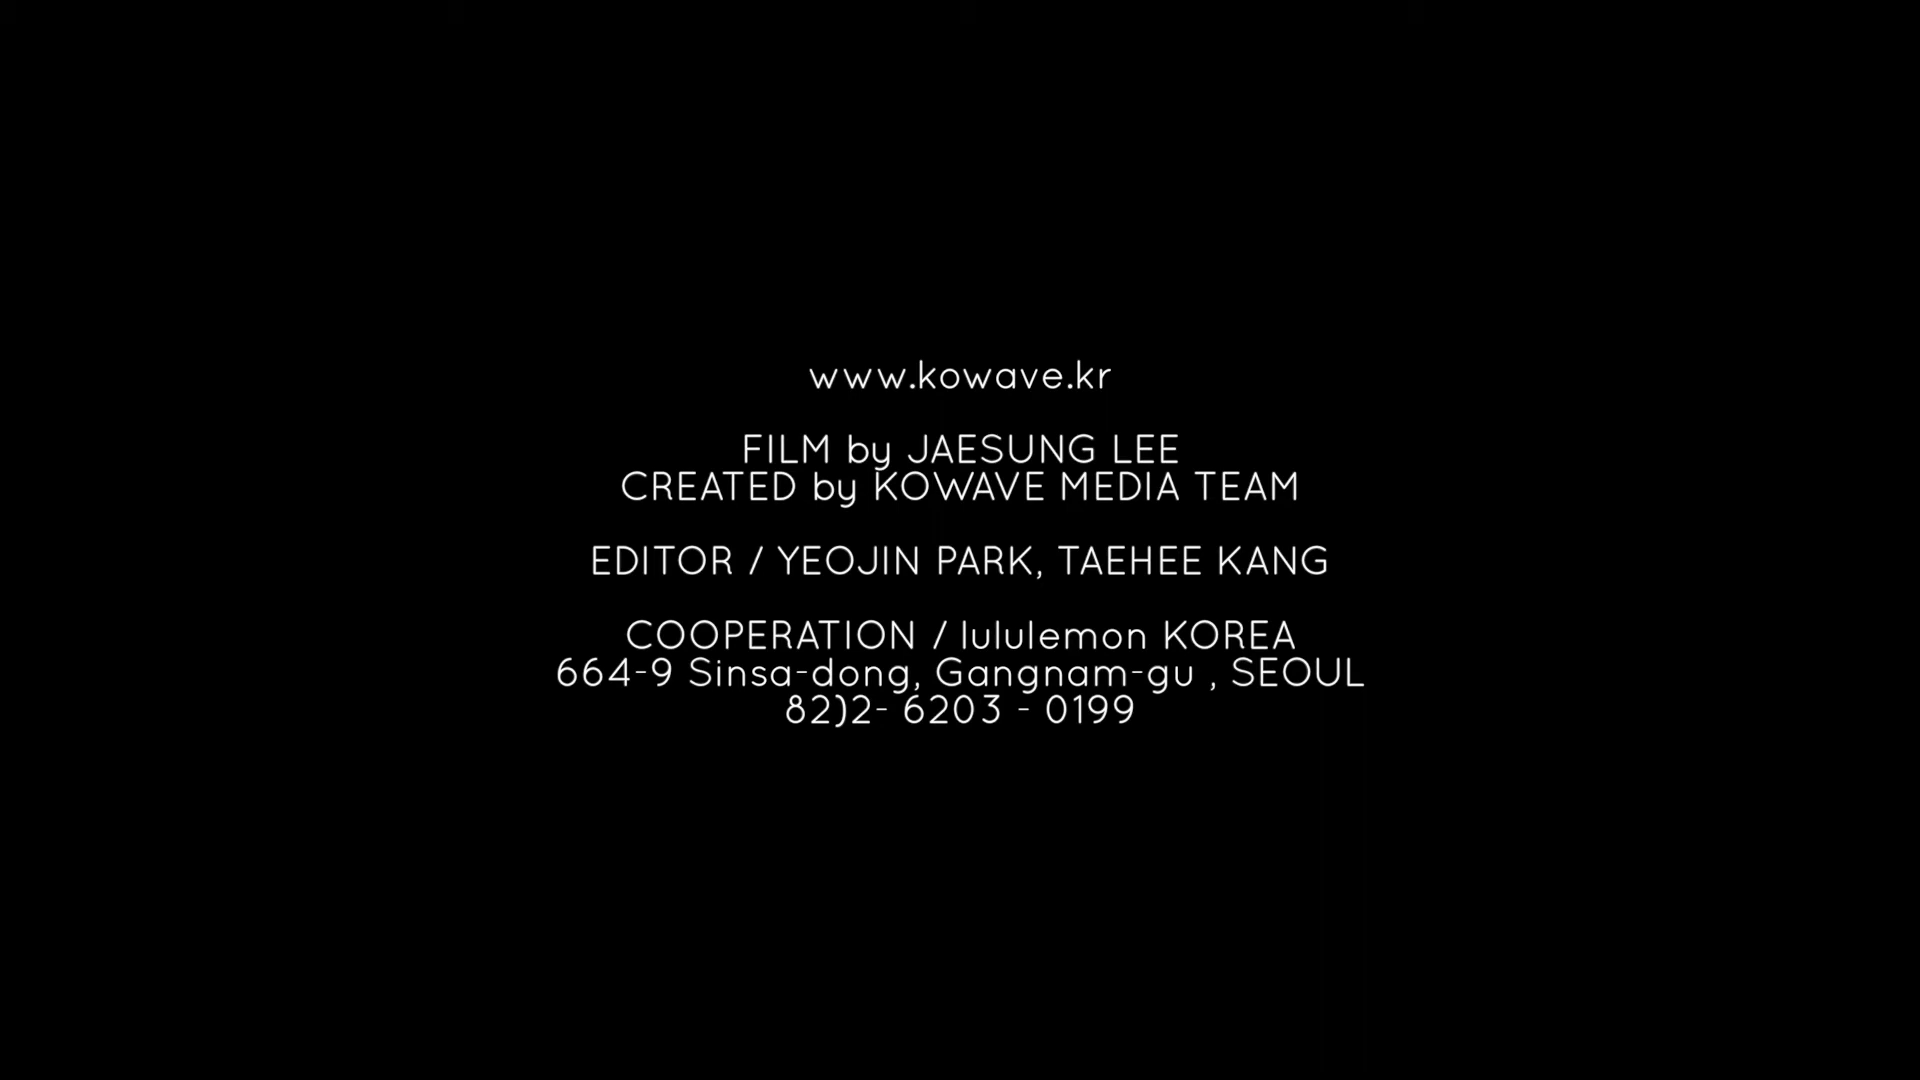 www.kowave.kr
FILM by JAESUNG LEE
CREATED by KOWAVE MEDIA TEAM
EDITOR / YEOJIN PARK, TAEHEE KANG
COOPERATION / lululemon KOREA
664-9 Sinsa-dong, Gangnam-gu , SEOUL
82)2- 6203 - 0199